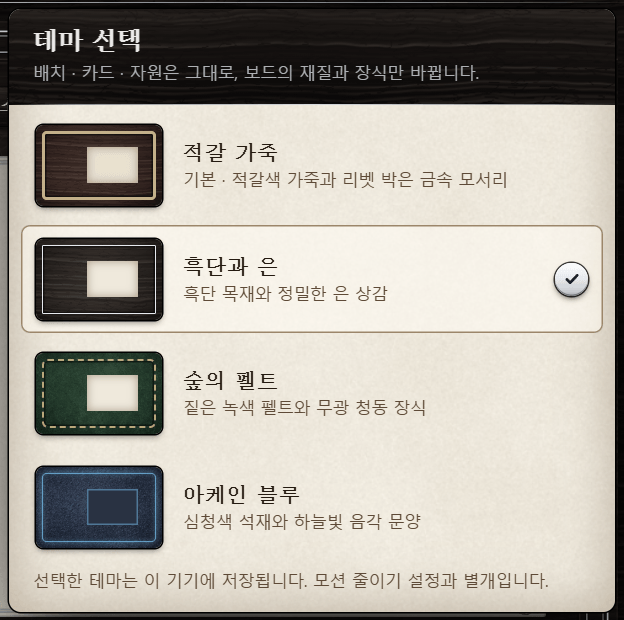 테마 선택
배치 · 카드 · 자원은 그대로, 보드의 재질과 장식만 바뀝니다.
적갈 가죽
기본 · 적갈색 가죽과 리벳 박은 금속 모서리
흑단과 은
흑단 목재와 정밀한 은 상감
숲의 펠트
짙은 녹색 펠트와 무광 청동 장식
아케인 블루
심청색 석재와 하늘빛 음각 문양
선택한 테마는 이 기기에 저장됩니다. 모션 줄이기 설정과 별개입니다.